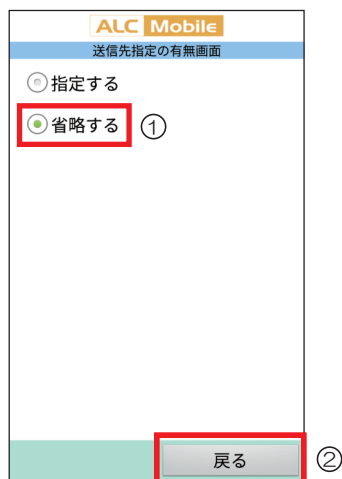 ALC Mobile
送信先指定の有無画面
指定する
省略する ①
戻る ②